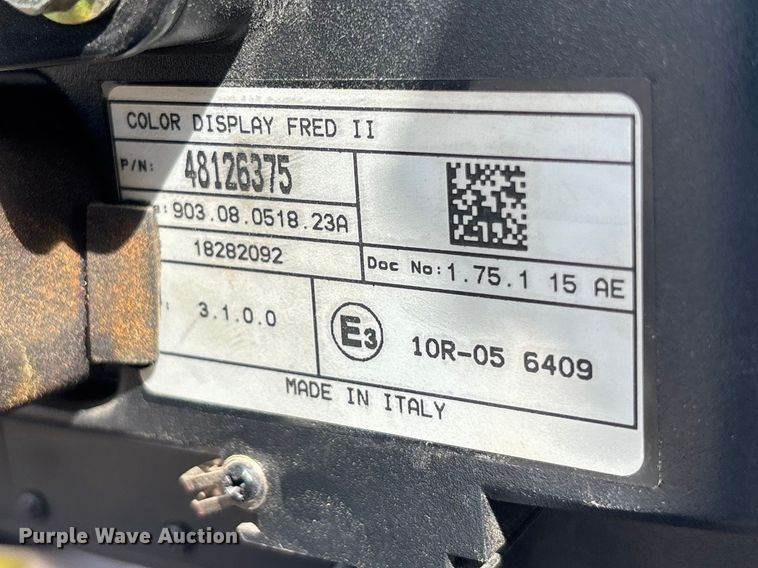 COLOR DISPLAY FRED II
P/N: 48126375
903.08.0518.23A
18282092
Doc No: 1.75.1 15 AE
3.1.0.0
E3 10R-05 6409
MADE IN ITALY
Purple Wave Auction